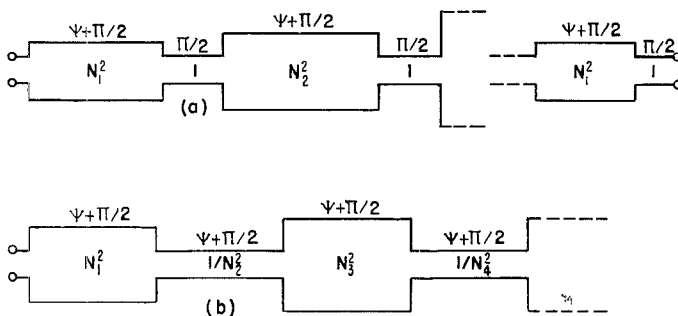 Ψ+Π/2 Π/2 Ψ+Π/2 Π/2 Ψ+Π/2 Π/2
N₁² 1 N₂² 1 N₁² 1
(a)
Ψ+Π/2 Ψ+Π/2 Ψ+Π/2 Ψ+Π/2
N₁² 1/N₂² N₃² 1/N₄²
(b)